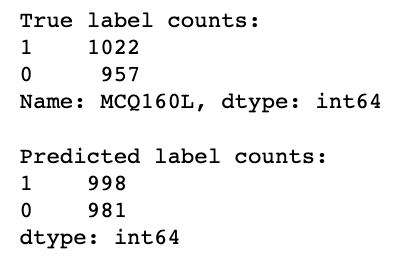 True label counts:
1    1022
0     957
Name: MCQ160L, dtype: int64
Predicted label counts:
1    998
0    981
dtype: int64